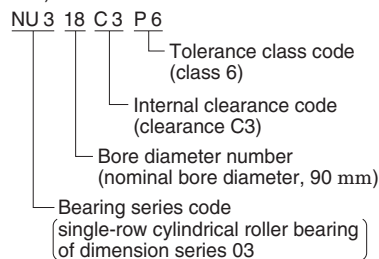 NU 3 18 C 3 P 6
Tolerance class code
(class 6)
Internal clearance code
(clearance C3)
Bore diameter number
(nominal bore diameter, 90 mm)
Bearing series code
(single-row cylindrical roller bearing
of dimension series 03)